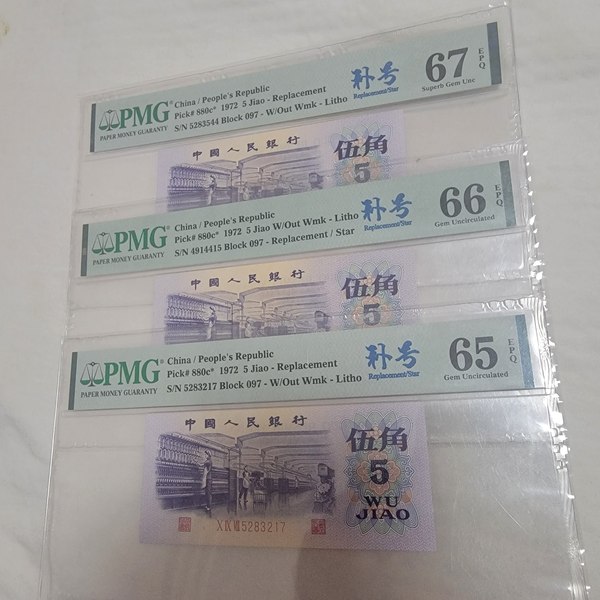 PMG®
PAPER MONEY GUARANTY
China / People's Republic
Pick# 880c* 1972 5 Jiao - Replacement
S/N 5283544 Block 097 - W/Out Wmk - Litho
补号
Replacement/Star
67 EPQ
Superb Gem Unc
中國人民銀行
伍角
5
PMG®
PAPER MONEY GUARANTY
China / People's Republic
Pick# 880c* 1972 5 Jiao W/Out Wmk - Litho
S/N 4914415 Block 097 - Replacement / Star
补号
Replacement/Star
66 EPQ
Gem Uncirculated
中國人民銀行
伍角
5
PMG®
PAPER MONEY GUARANTY
China / People's Republic
Pick# 880c* 1972 5 Jiao - Replacement
S/N 5283217 Block 097 - W/Out Wmk - Litho
补号
Replacement/Star
65 EPQ
Gem Uncirculated
中國人民銀行
伍角
5
WU
JIAO
X IX VII 5283217